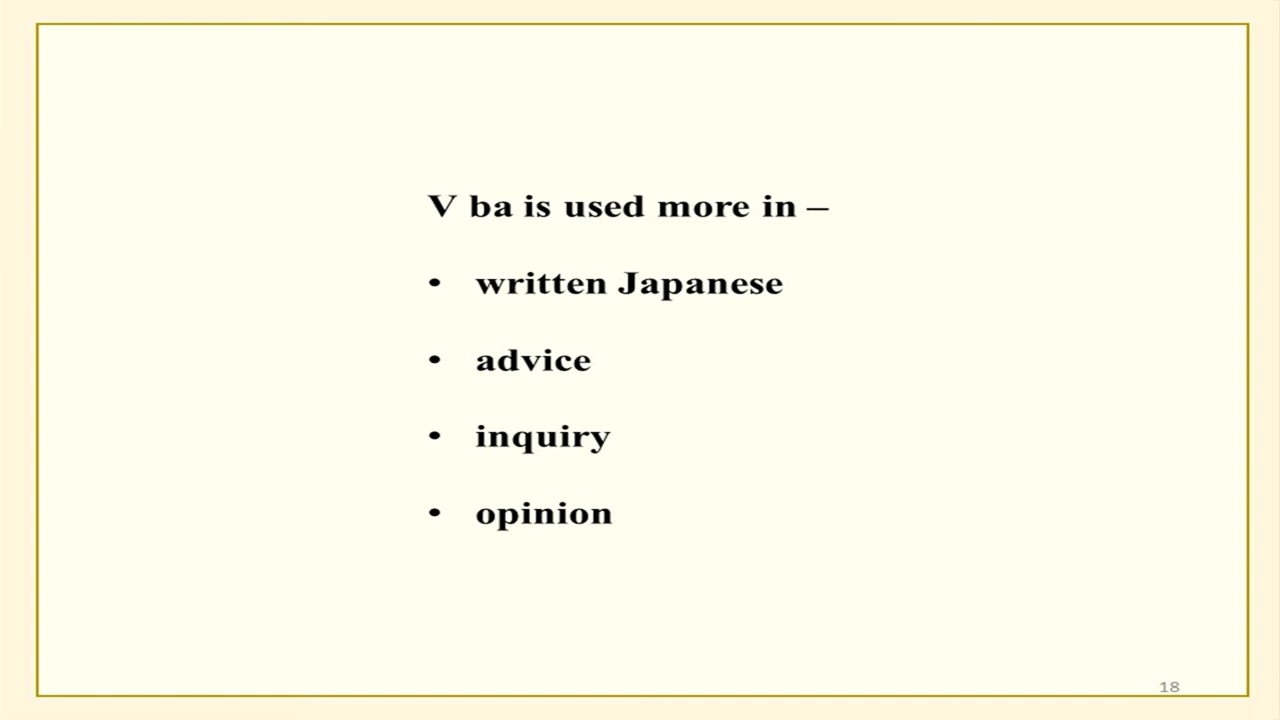 V ba is used more in –
• written Japanese
• advice
• inquiry
• opinion
18